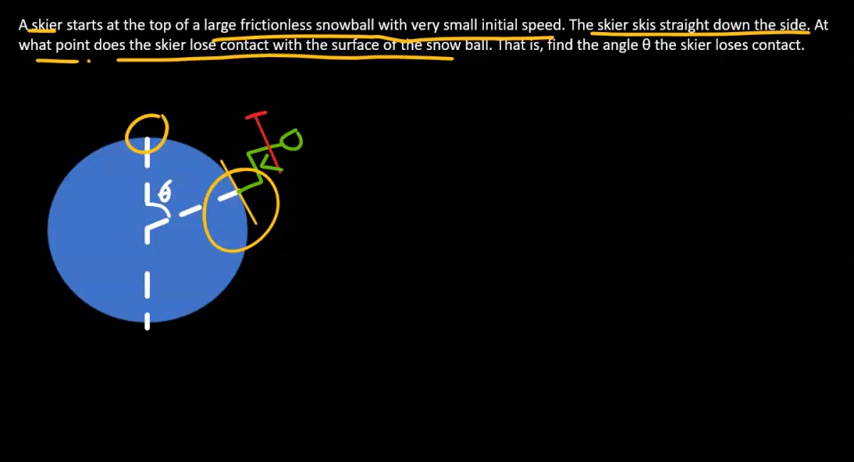 A skier starts at the top of a large frictionless snowball with very small initial speed. The skier skis straight down the side. At
what point does the skier lose contact with the surface of the snow ball. That is, find the angle θ the skier loses contact.
θ